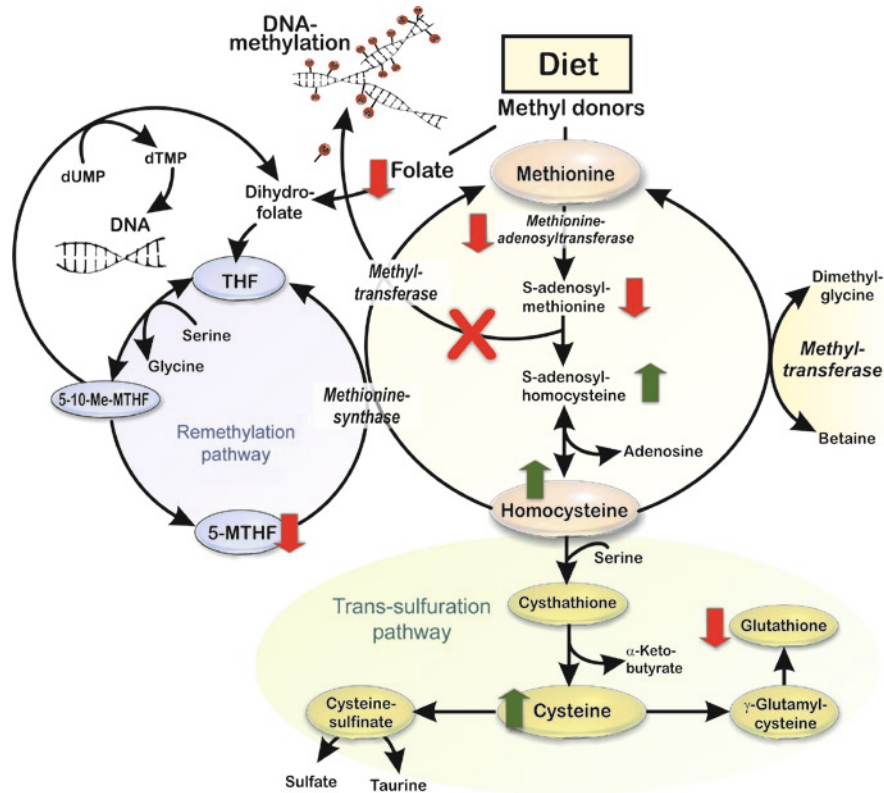 DNA-
methylation
Diet
Methyl donors
dUMP
dTMP
DNA
Dihydro-
folate
Folate
Methionine
Methionine-
adenosyltransferase
THF
Methyl-
transferase
S-adenosyl-
methionine
Dimethyl-
glycine
Serine
Glycine
5-10-Me-MTHF
Methionine-
synthase
S-adenosyl-
homocysteine
Methyl-
transferase
Remethylation
pathway
Adenosine
Betaine
5-MTHF
Homocysteine
Serine
Trans-sulfuration
pathway
Cysthathione
Glutathione
α-Keto-
butyrate
Cysteine-
sulfinate
Cysteine
γ-Glutamyl-
cysteine
Sulfate
Taurine